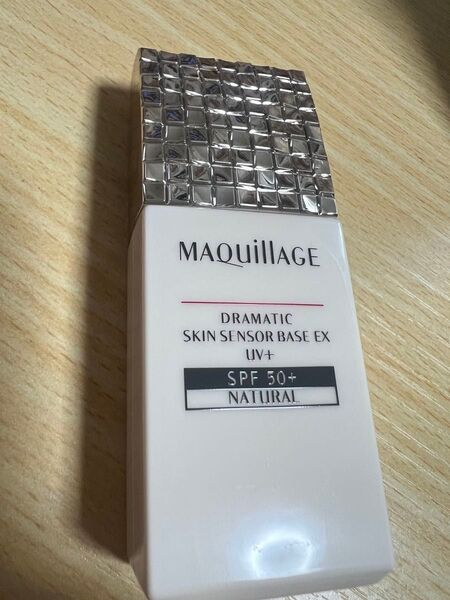 MAQuillAGE
DRAMATIC
SKIN SENSOR BASE EX
UV+
SPF 50+
NATURAL